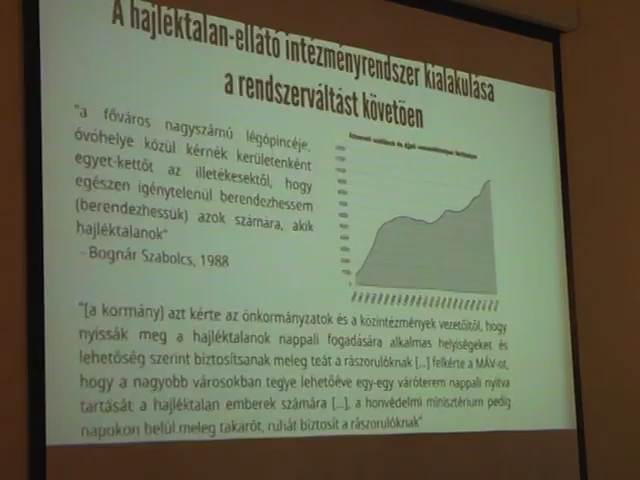 A hajléktalan-ellátó intézményrendszer kialakulása
a rendszerváltást követően
"a főváros nagyszámú légópincéje,
óvóhelye közül kérnék kerületenként
egyet-kettőt az illetékesektől, hogy
egészen igénytelenül berendezhessem
(berendezhessük) azok számára, akik
hajléktalanok"
- Bognár Szabolcs, 1988
"[a kormány] azt kérte az önkormányzatok és a közintézmények vezetőitől, hogy
nyissák meg a hajléktalanok nappali fogadására alkalmas helyiségeket és
lehetőség szerint biztosítsanak meleg teát a rászorulóknak [...] felkérte a MÁV-ot,
hogy a nagyobb városokban tegye lehetővé egy-egy váróterem nappali nyitva
tartását a hajléktalan emberek számára [...], a honvédelmi minisztérium pedig
napokon belül meleg takarót, ruhát biztosít a rászorulóknak"